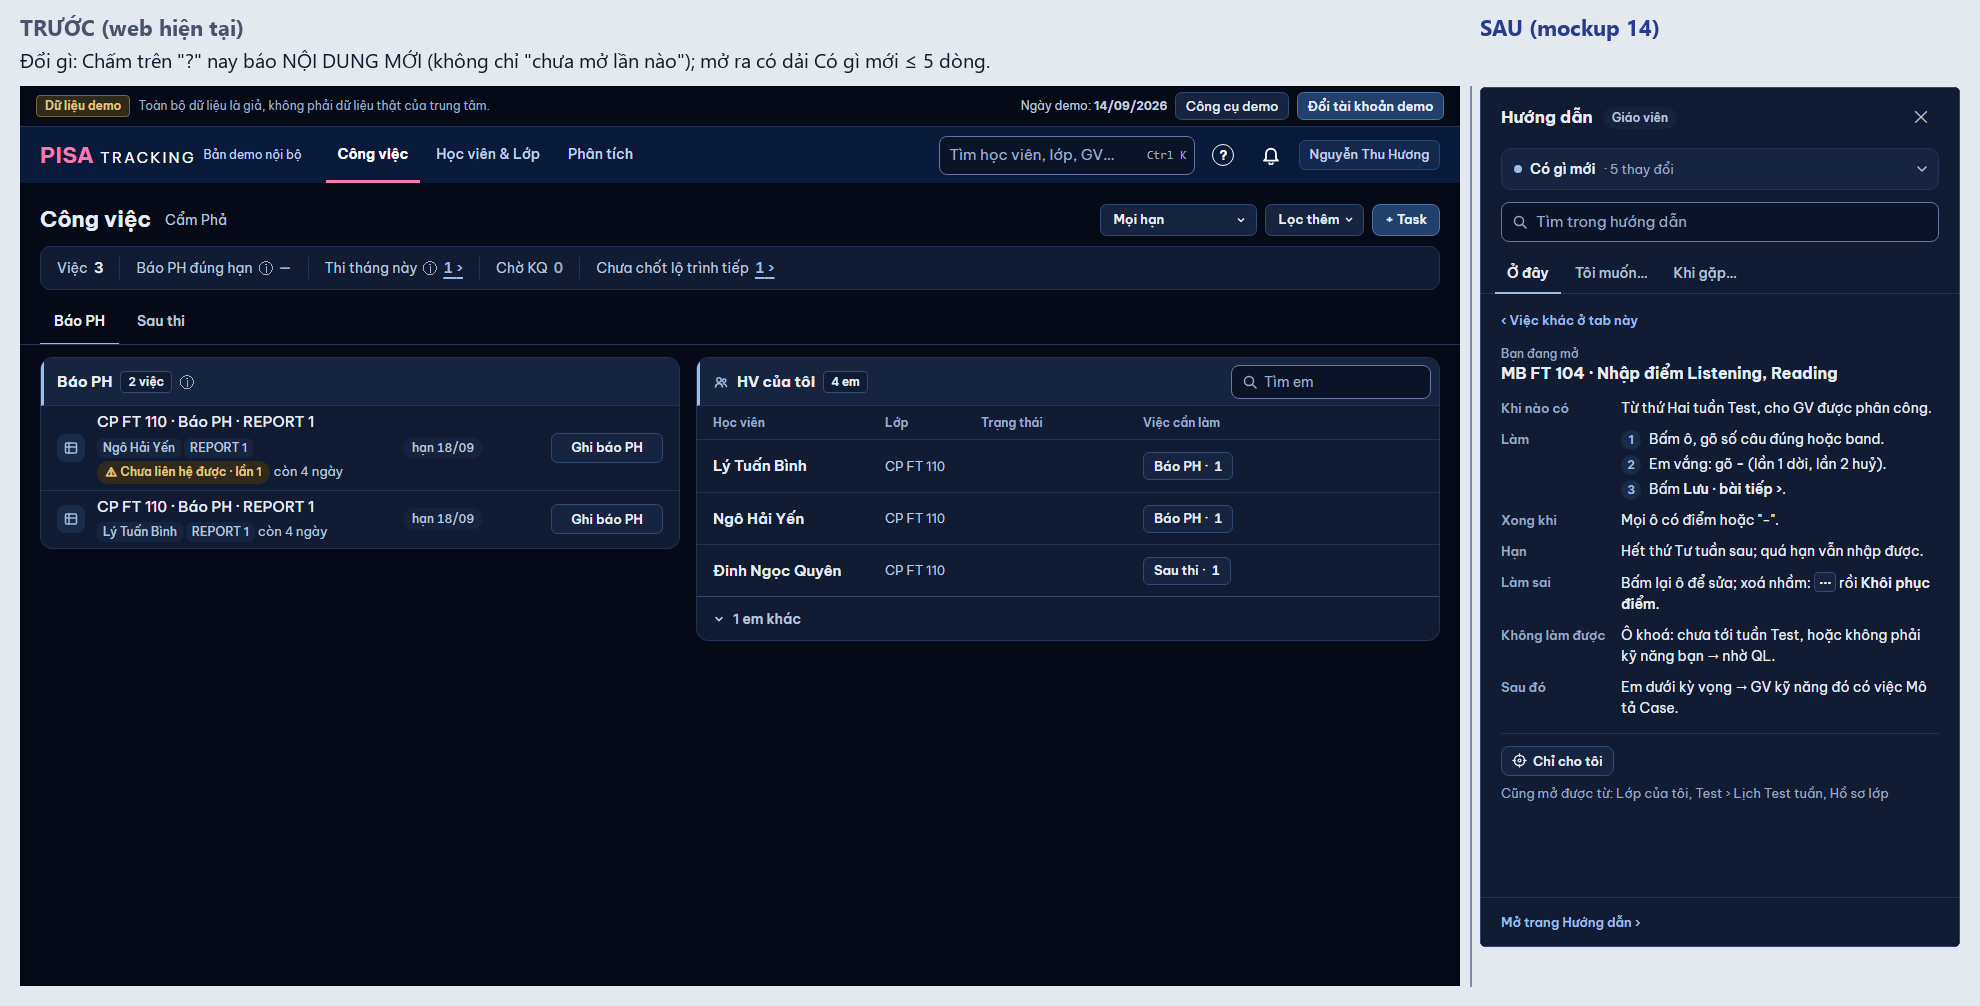 TRƯỚC (web hiện tại)
Đổi gì: Chấm trên "?" nay báo NỘI DUNG MỚI (không chỉ "chưa mở lần nào"); mở ra có dải Có gì mới ≤ 5 dòng.
Dữ liệu demo Toàn bộ dữ liệu là giả, không phải dữ liệu thật của trung tâm.
Ngày demo: 14/09/2026 Công cụ demo Đổi tài khoản demo
PISA TRACKING Bản demo nội bộ Công việc Học viên & Lớp Phân tích
Tìm học viên, lớp, GV... Ctrl K ? Nguyễn Thu Hương
Công việc Cẩm Phả
Mọi hạn Lọc thêm + Task
Việc 3 Báo PH đúng hạn – Thi tháng này 1 › Chờ KQ 0 Chưa chốt lộ trình tiếp 1 ›
Báo PH Sau thi
Báo PH 2 việc
CP FT 110 · Báo PH · REPORT 1
Ngô Hải Yến REPORT 1
Chưa liên hệ được · lần 1 còn 4 ngày
hạn 18/09
Ghi báo PH
CP FT 110 · Báo PH · REPORT 1
Lý Tuấn Bình REPORT 1 còn 4 ngày
hạn 18/09
Ghi báo PH
HV của tôi 4 em
Tìm em
Học viên Lớp Trạng thái Việc cần làm
Lý Tuấn Bình CP FT 110 Báo PH · 1
Ngô Hải Yến CP FT 110 Báo PH · 1
Đinh Ngọc Quyên CP FT 110 Sau thi · 1
1 em khác
SAU (mockup 14)
Hướng dẫn Giáo viên
Có gì mới · 5 thay đổi
Tìm trong hướng dẫn
Ở đây Tôi muốn... Khi gặp...
‹ Việc khác ở tab này
Bạn đang mở
MB FT 104 · Nhập điểm Listening, Reading
Khi nào có Từ thứ Hai tuần Test, cho GV được phân công.
Làm 1 Bấm ô, gõ số câu đúng hoặc band.
2 Em vắng: gõ - (lần 1 dời, lần 2 huỷ).
3 Bấm Lưu · bài tiếp ›.
Xong khi Mọi ô có điểm hoặc "-".
Hạn Hết thứ Tư tuần sau; quá hạn vẫn nhập được.
Làm sai Bấm lại ô để sửa; xoá nhầm: ··· rồi Khôi phục
điểm.
Không làm được Ô khoá: chưa tới tuần Test, hoặc không phải
kỹ năng bạn → nhờ QL.
Sau đó Em dưới kỳ vọng → GV kỹ năng đó có việc Mô
tả Case.
Chỉ cho tôi
Cũng mở được từ: Lớp của tôi, Test › Lịch Test tuần, Hồ sơ lớp
Mở trang Hướng dẫn ›